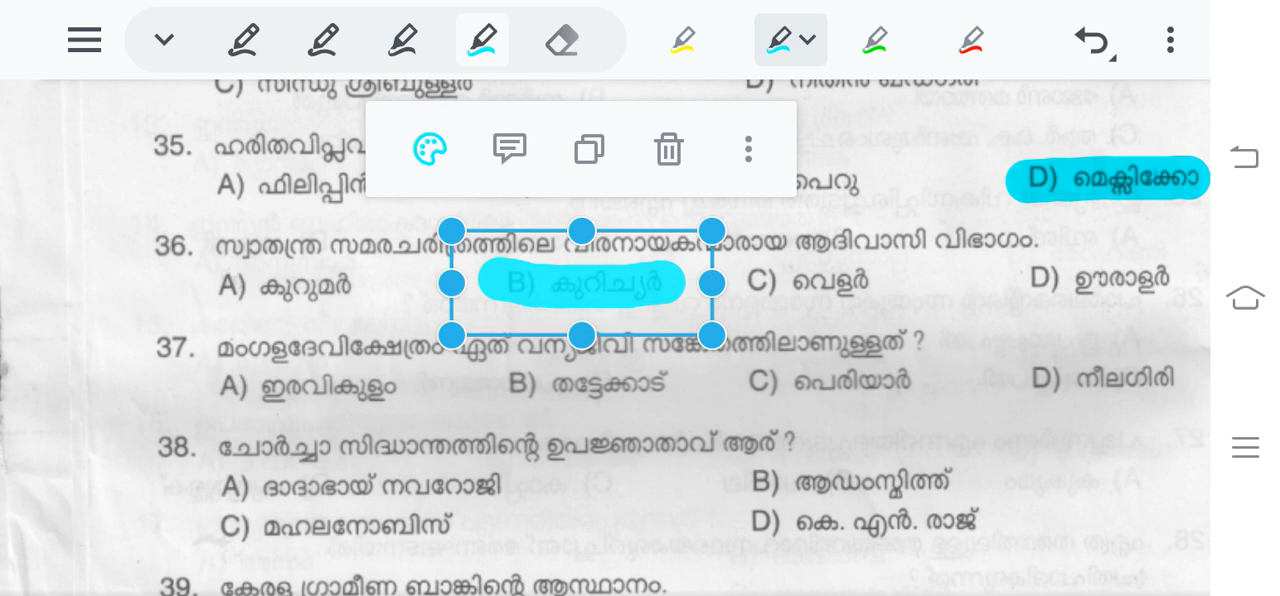 35. ഹരിതവിപ്ലവ
A) ഫിലിപ്പിൻ പെറു D) മെക്സിക്കോ
36. സ്വാതന്ത്ര സമരചരിത്രത്തിലെ വീരനായകന്മാരായ ആദിവാസി വിഭാഗം.
A) കുറുമർ B) കുറിച്യർ C) വെളർ D) ഊരാളർ
37. മംഗളദേവിക്ഷേത്രം ഏത് വന്യജീവി സങ്കേതത്തിലാണുള്ളത് ?
A) ഇരവികുളം B) തട്ടേക്കാട് C) പെരിയാർ D) നീലഗിരി
38. ചോർച്ചാ സിദ്ധാന്തത്തിന്റെ ഉപജ്ഞാതാവ് ആര് ?
A) ദാദാഭായ് നവറോജി B) ആഡംസ്മിത്ത്
C) മഹലനോബിസ് D) കെ. എൻ. രാജ്
39. കേരള ഗ്രാമീണ ബാങ്കിന്റെ ആസ്ഥാനം.